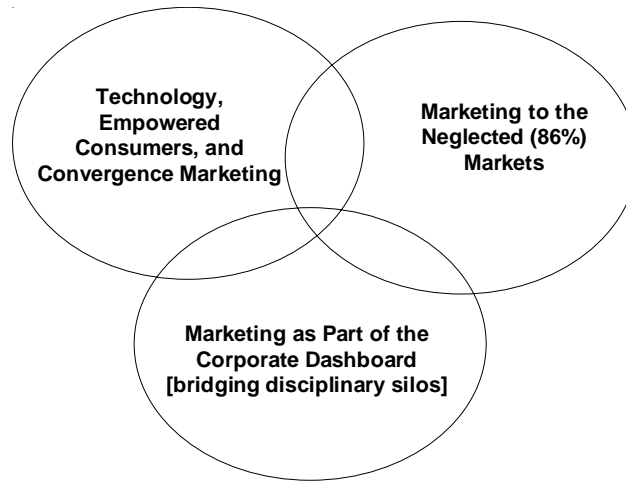 Technology,
Empowered
Consumers, and
Convergence Marketing
Marketing to the
Neglected (86%)
Markets
Marketing as Part of the
Corporate Dashboard
[bridging disciplinary silos]